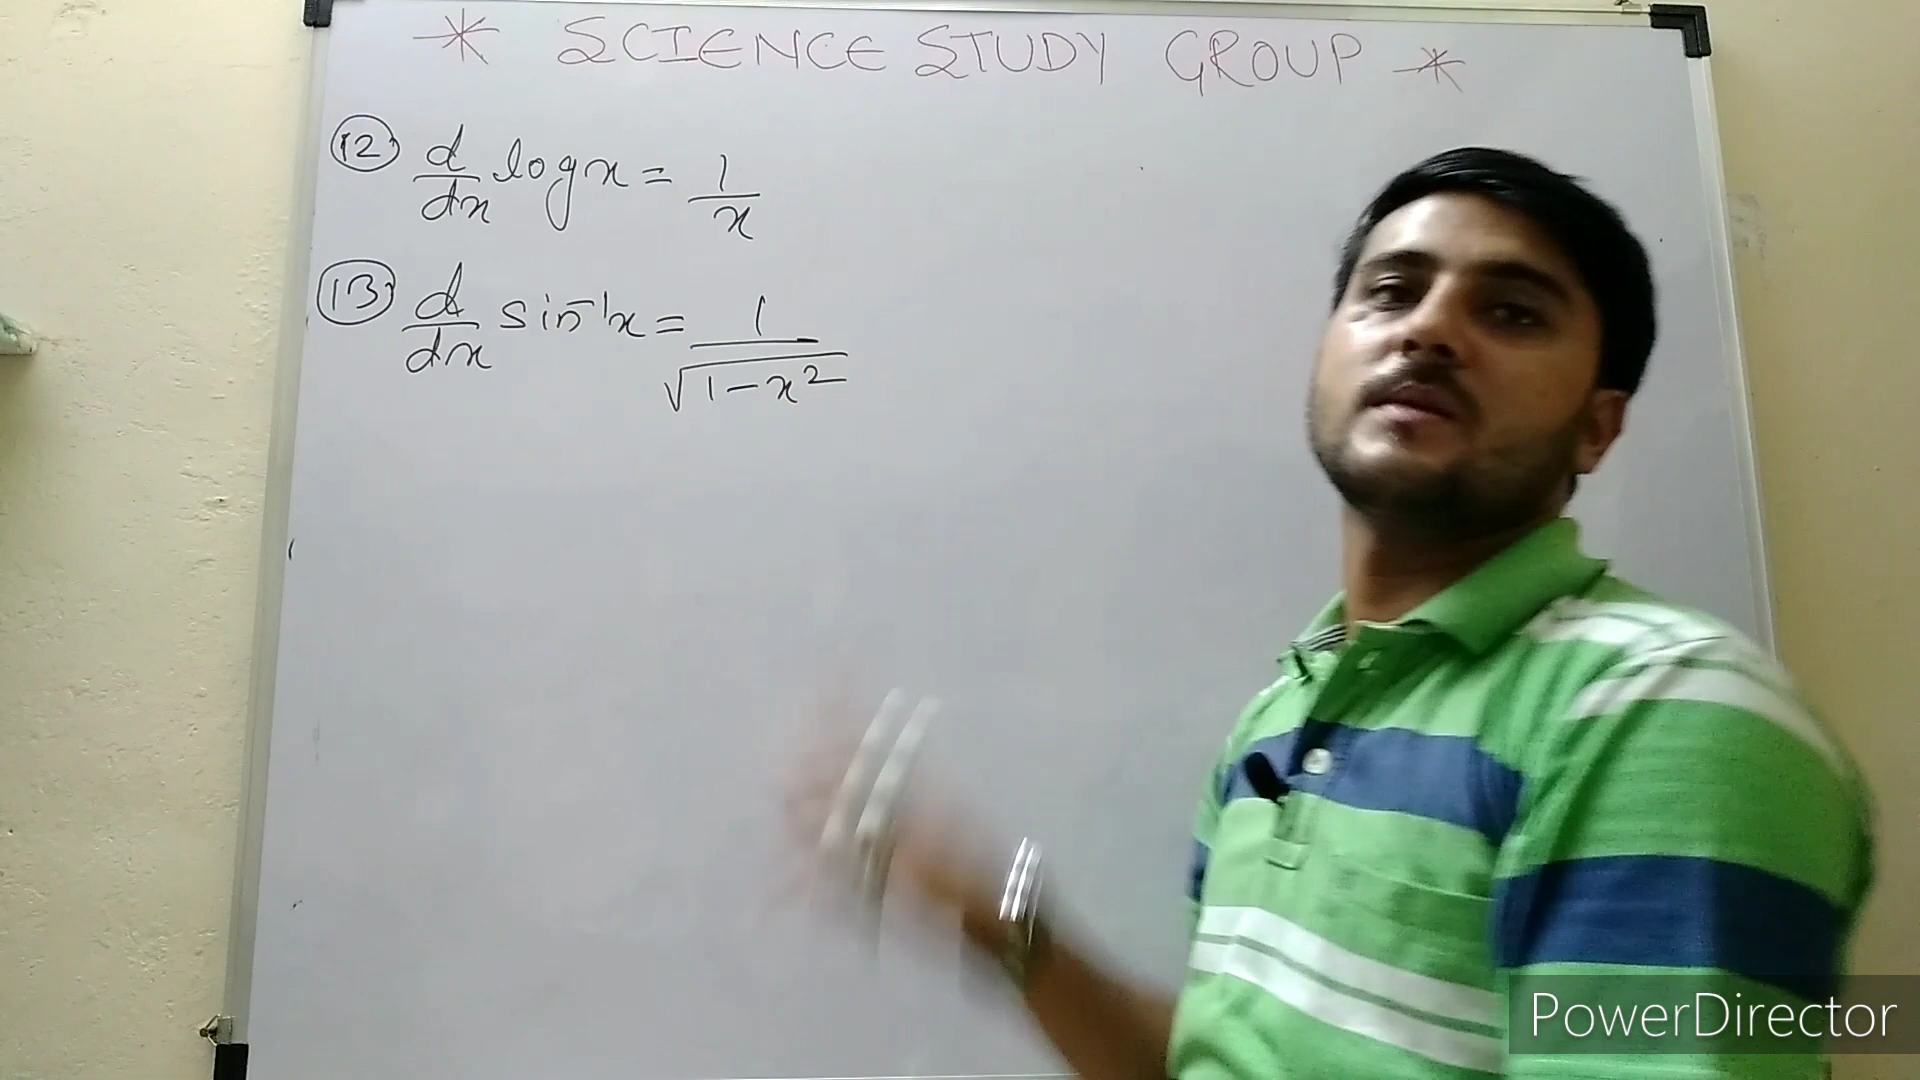 * SCIENCE STUDY GROUP *
(12) d/dx log x = 1/x
(13) d/dx sin⁻¹x = 1/√(1-x²)
PowerDirector